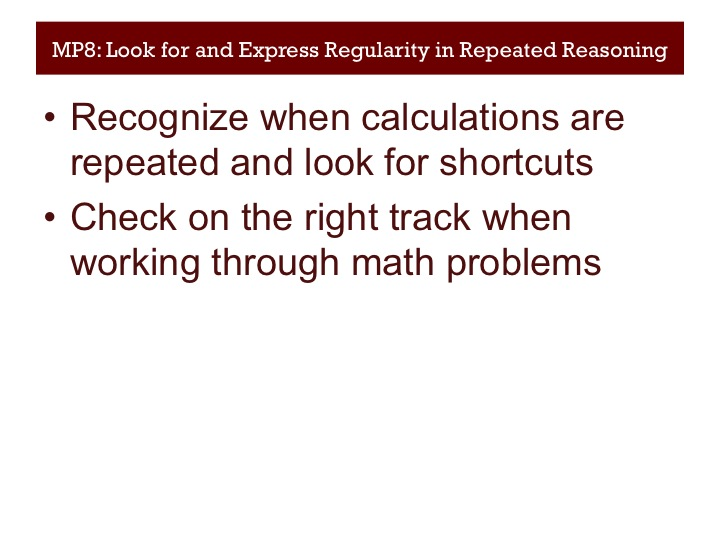 MP8: Look for and Express Regularity in Repeated Reasoning
• Recognize when calculations are
repeated and look for shortcuts
• Check on the right track when
working through math problems